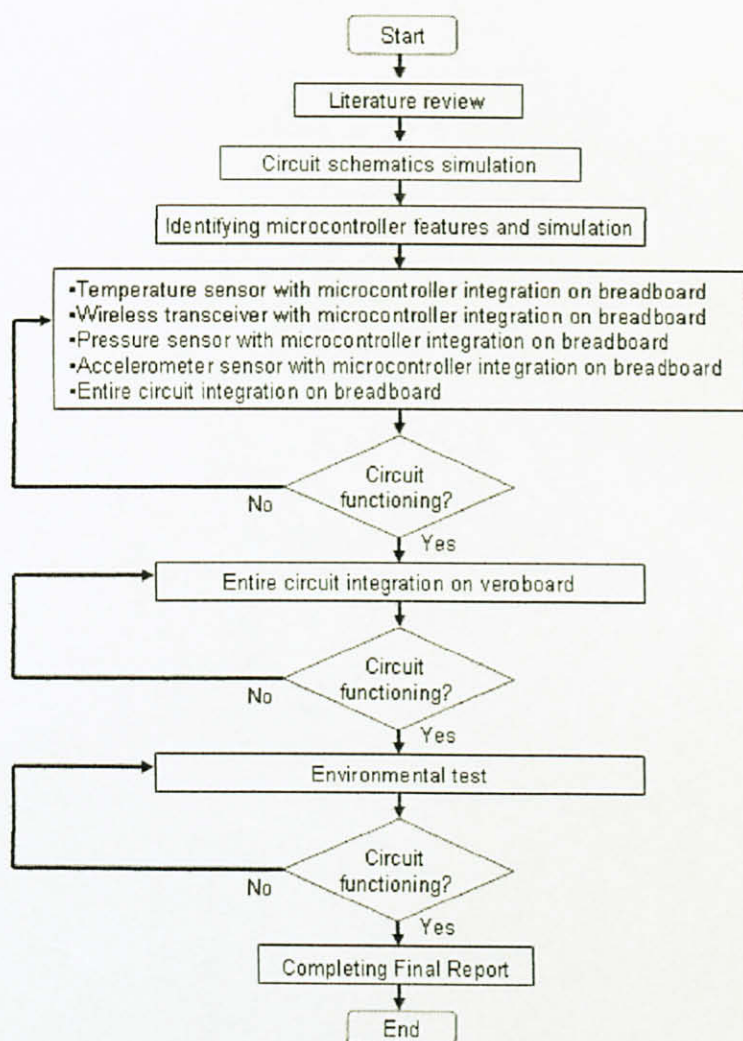 Start
Literature review
Circuit schematics simulation
Identifying microcontroller features and simulation
▪Temperature sensor with microcontroller integration on breadboard
▪Wireless transceiver with microcontroller integration on breadboard
▪Pressure sensor with microcontroller integration on breadboard
▪Accelerometer sensor with microcontroller integration on breadboard
▪Entire circuit integration on breadboard
Circuit
functioning?
No
Yes
Entire circuit integration on veroboard
Circuit
functioning?
No
Yes
Environmental test
Circuit
functioning?
No
Yes
Completing Final Report
End